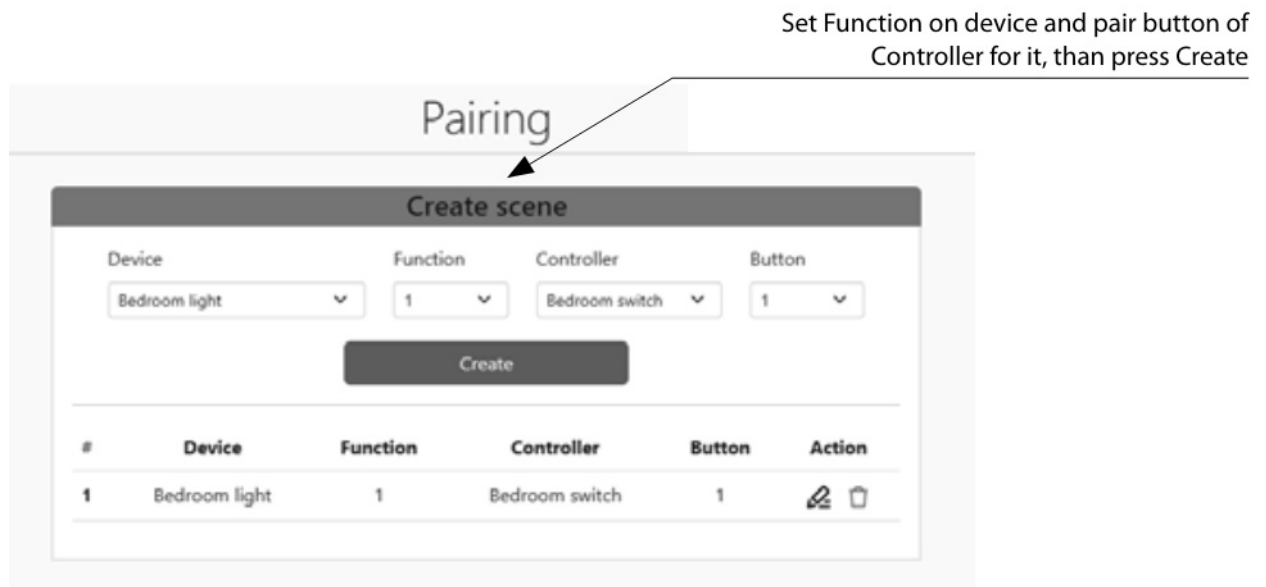 Set Function on device and pair button of
Controller for it, than press Create
Pairing
Create scene
Device Function Controller Button
Bedroom light 1 Bedroom switch 1
Create
# Device Function Controller Button Action
1 Bedroom light 1 Bedroom switch 1